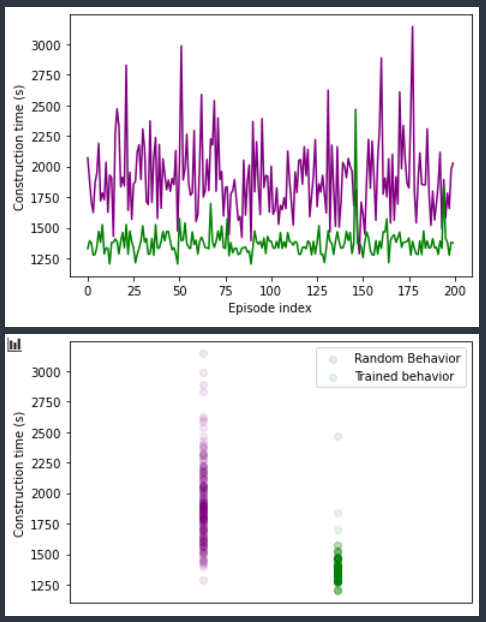 3000
2750
2500
2250
2000
1750
1500
1250
Construction time (s)
0 25 50 75 100 125 150 175 200
Episode index
Random Behavior
Trained behavior
3000
2750
2500
2250
2000
1750
1500
1250
Construction time (s)